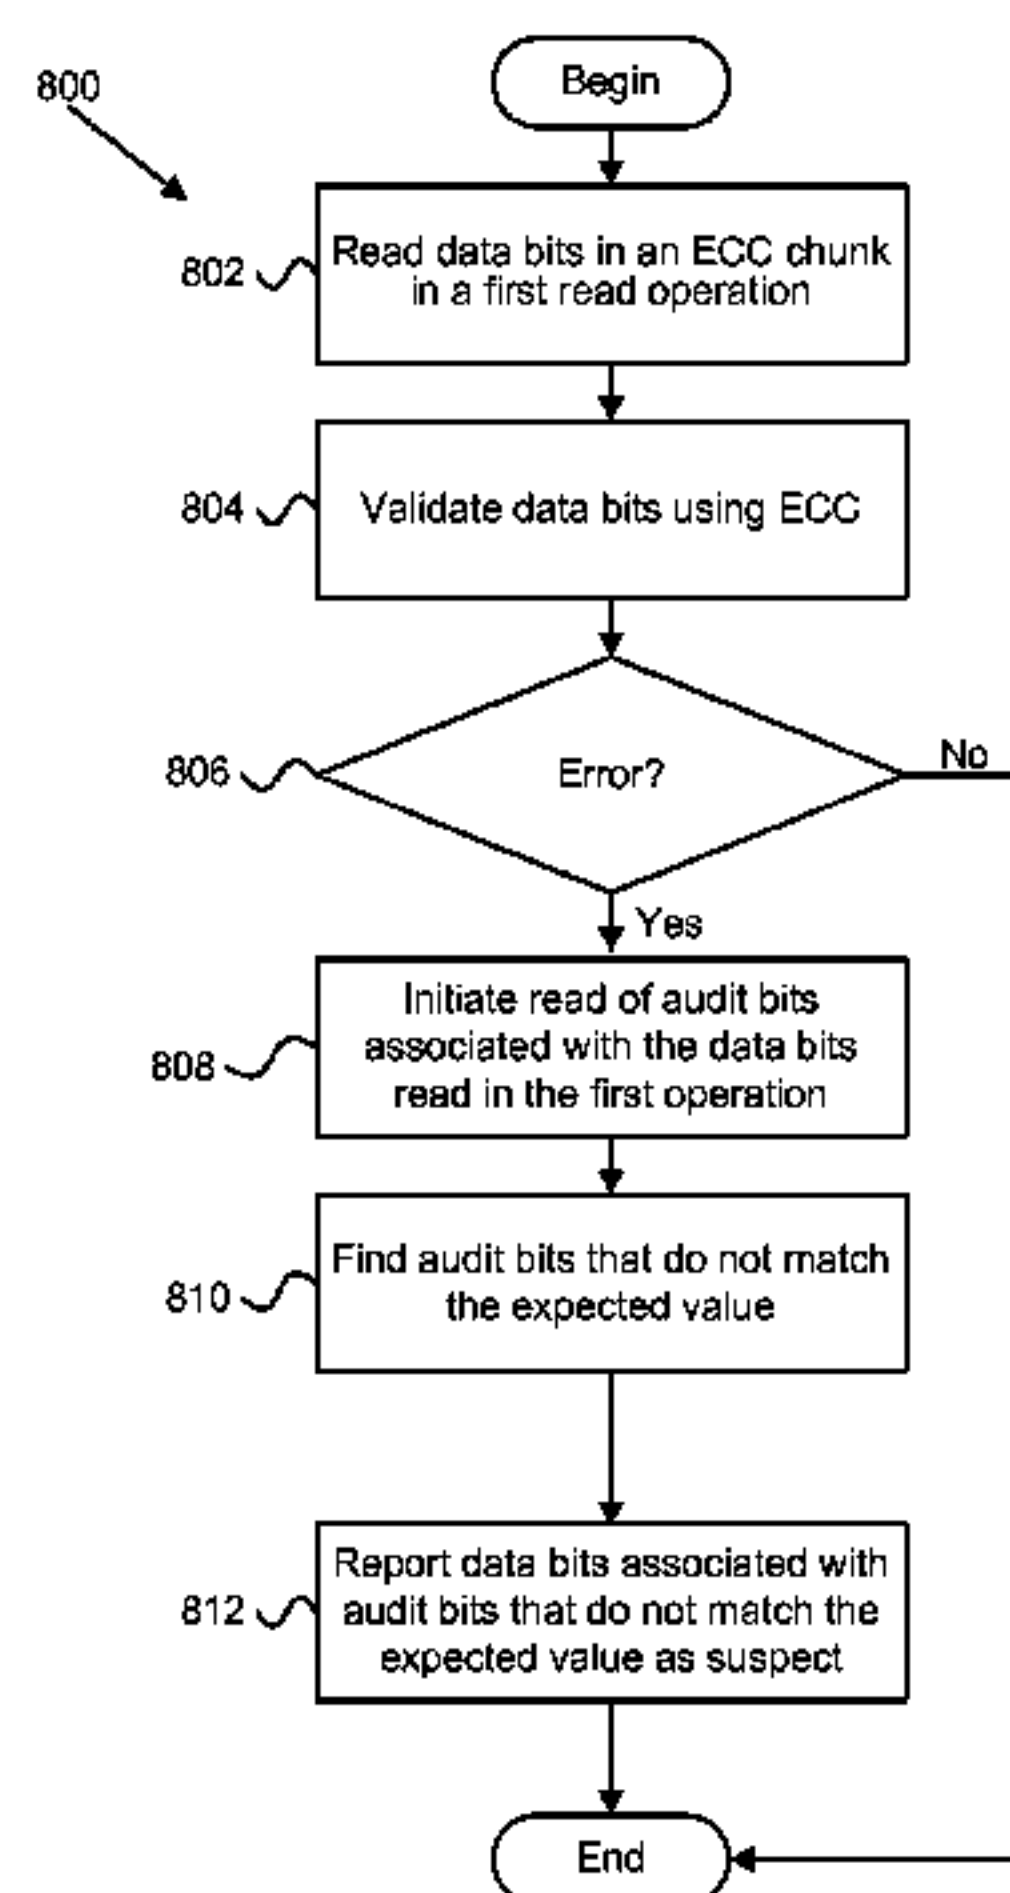 800
Begin
802
Read data bits in an ECC chunk
in a first read operation
804
Validate data bits using ECC
806
Error?
No
Yes
808
Initiate read of audit bits
associated with the data bits
read in the first operation
810
Find audit bits that do not match
the expected value
812
Report data bits associated with
audit bits that do not match the
expected value as suspect
End